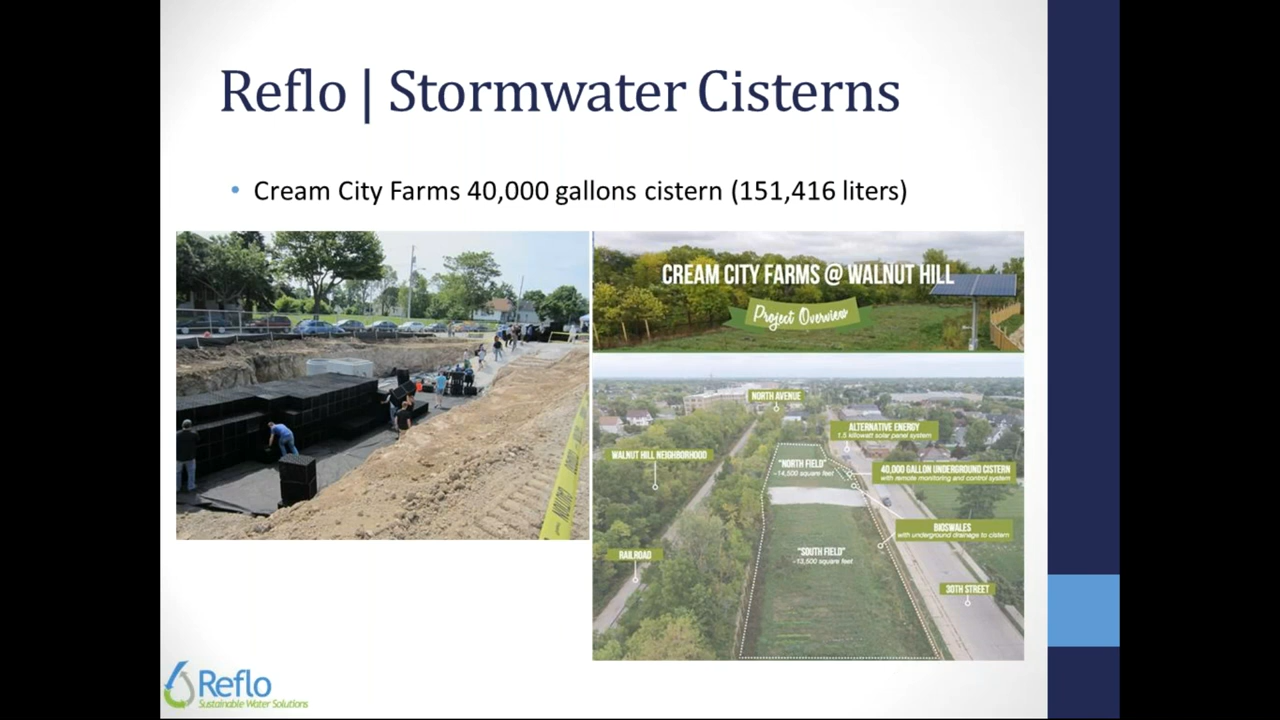 Reflo | Stormwater Cisterns
• Cream City Farms 40,000 gallons cistern (151,416 liters)
CAUTION
CREAM CITY FARMS @ WALNUT HILL
Project Overview
NORTH AVENUE
ALTERNATIVE ENERGY
1.5 kilowatt solar panel system
WALNUT HILL NEIGHBORHOOD
"NORTH FIELD"
~14,500 square feet
40,000 GALLON UNDERGROUND CISTERN
with remote monitoring and control system
BIOSWALES
with underground drainage to cistern
"SOUTH FIELD"
~13,500 square feet
RAILROAD
30TH STREET
Reflo
Sustainable Water Solutions